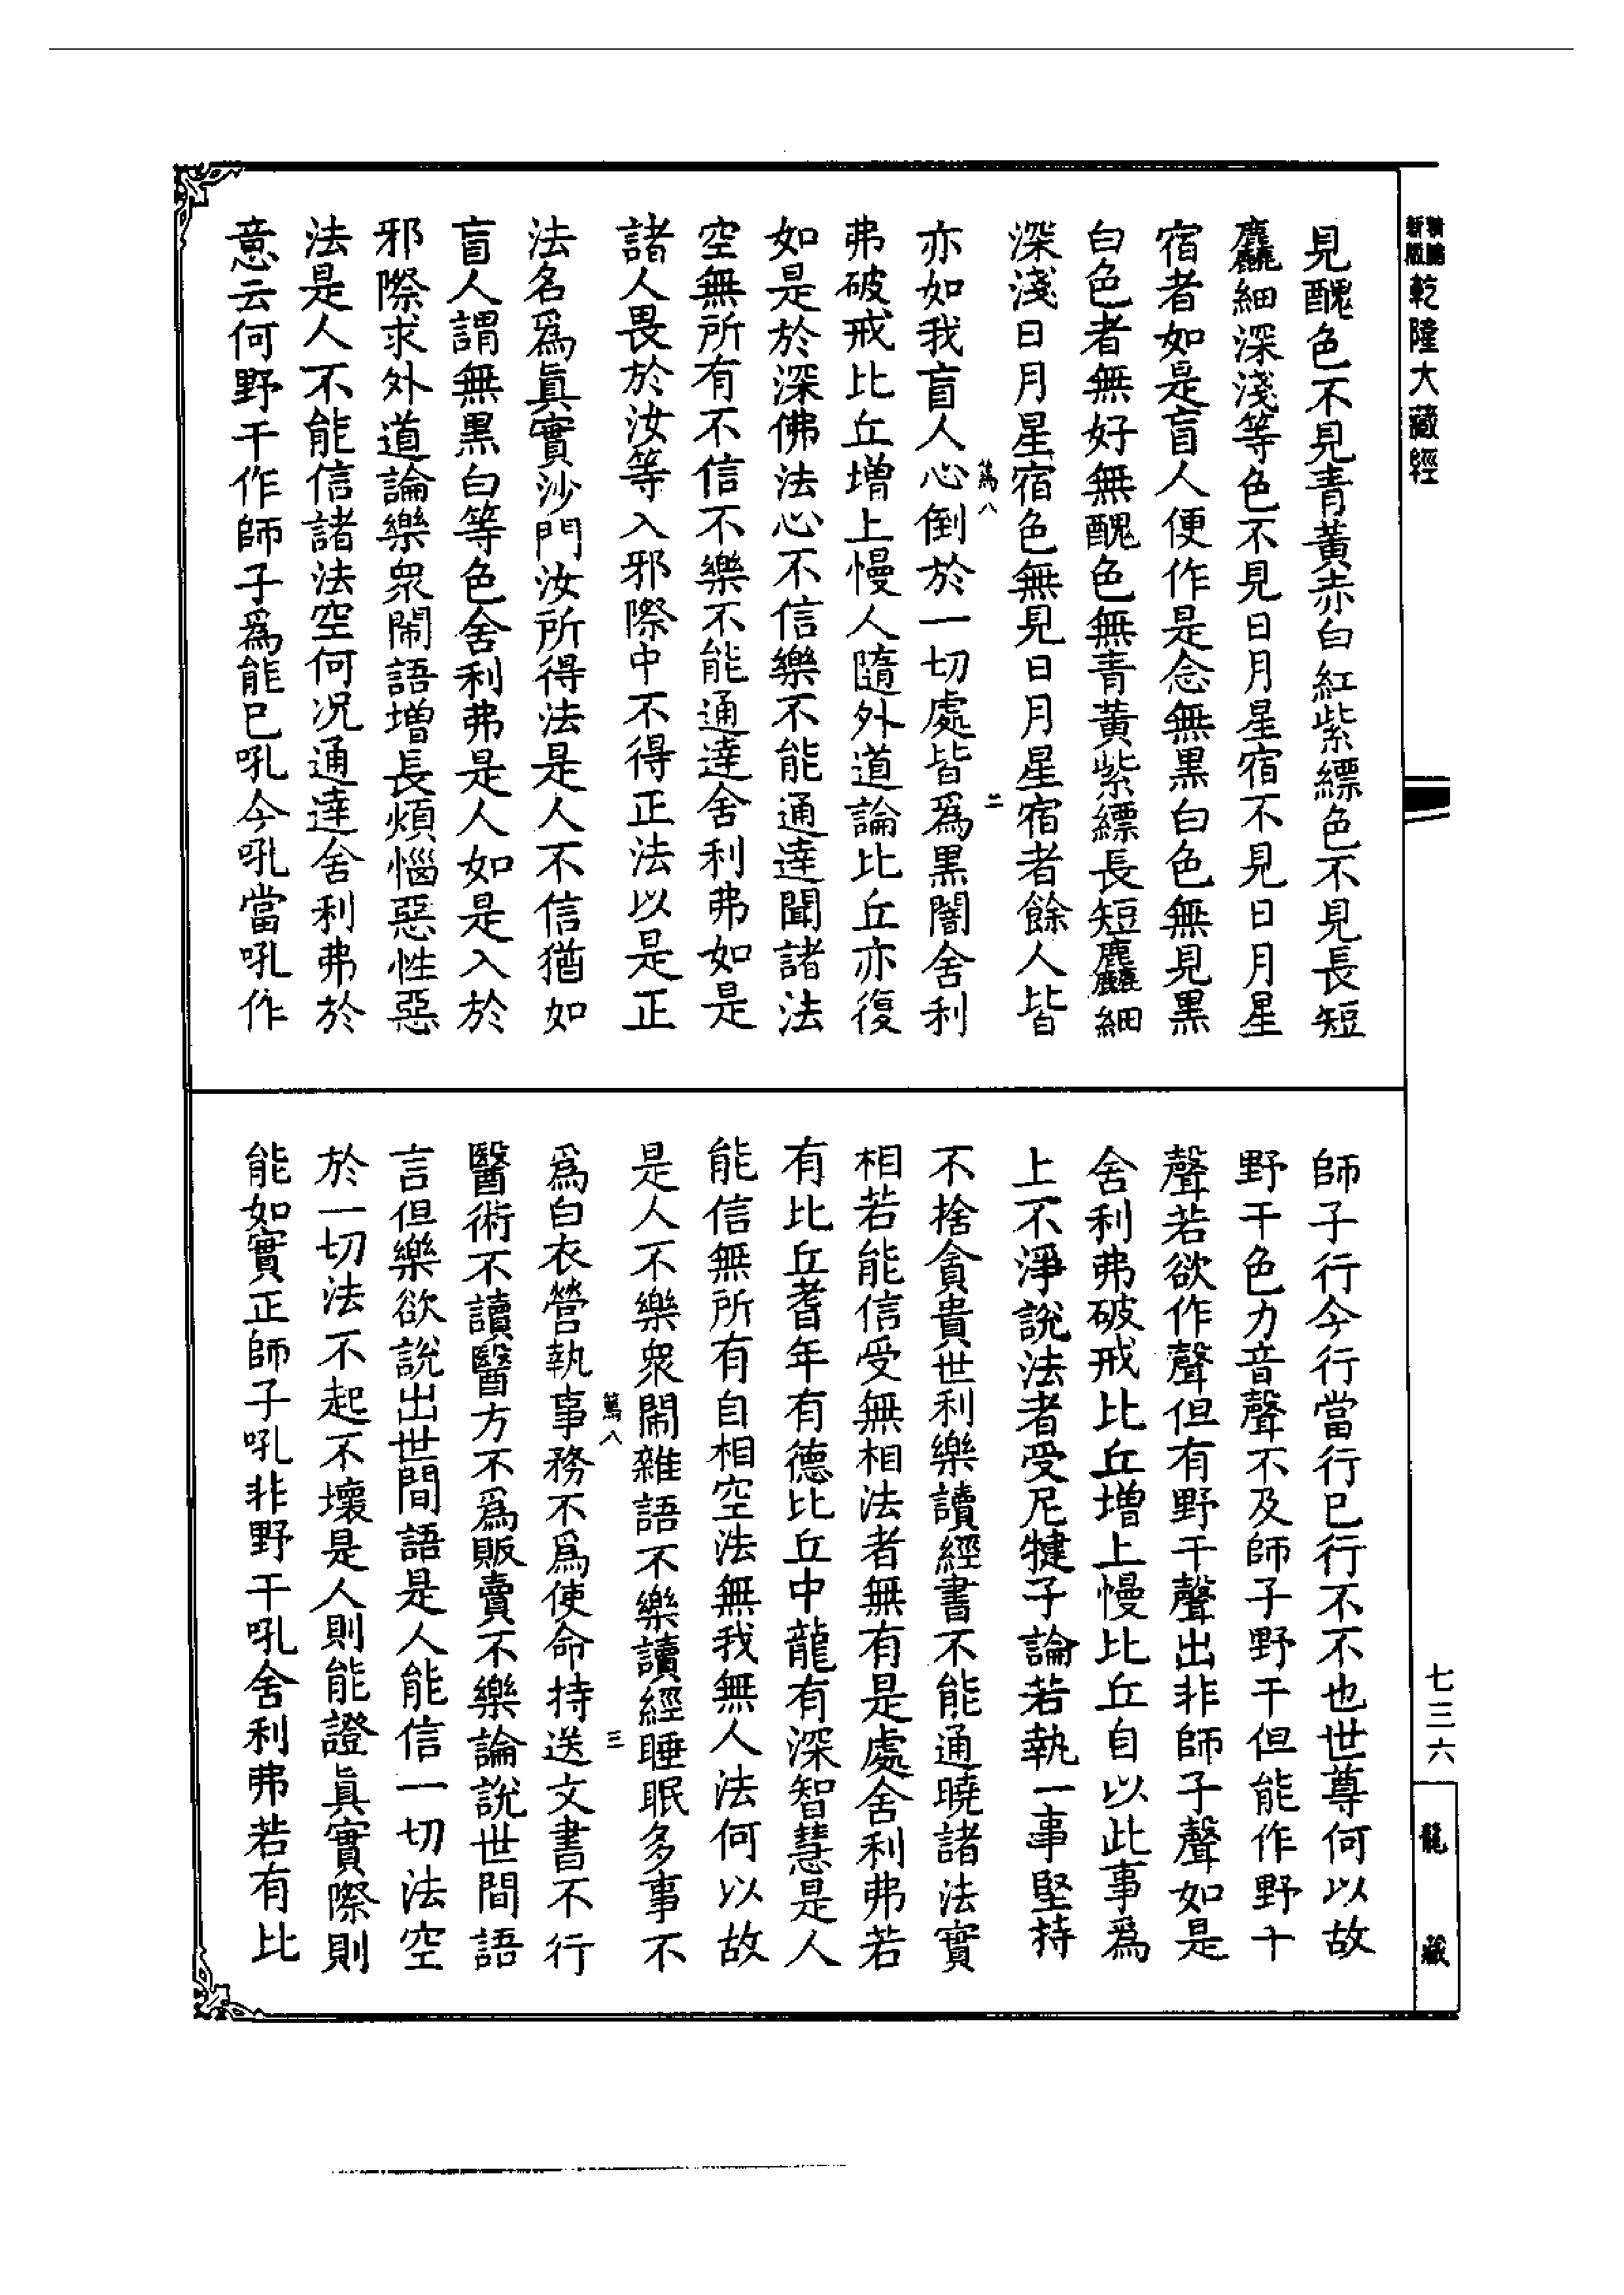 新版
乾隆大藏經
見醜色不見青黃赤白紅紫縹色不見長短
麤細深淺等色不見日月星宿不見日月星
宿者如是盲人便作是念無黑白色無見黑
白色者無好無醜色無青黃紫縹長短麤細
深淺日月星宿色無見日月星宿者餘人皆
亦如我盲人心倒於一切處皆爲黑闇舍利
弗破戒比丘增上慢人隨外道論比丘亦復
如是於深佛法心不信樂不能通達聞諸法
空無所有不信不樂不能通達舍利弗如是
諸人畏於汝等入邪際中不得正法以是正
法名爲眞實沙門汝所得法是人不信猶如
盲人謂無黑白等色舍利弗是人如是入於
邪際求外道論樂衆閙語增長煩惱惡性惡
法是人不能信諸法空何況通達舍利弗於
意云何野干作師子爲能已吼今吼當吼作
八
二
師子行今行當行已行不不也世尊何以故
野干色力音聲不及師子野干但能作野干
聲若欲作聲但有野干聲出非師子聲如是
舍利弗破戒比丘增上慢比丘自以此事爲
上不淨說法者受尼犍子論若執一事堅持
不捨貪貴世利樂讀經書不能通曉諸法實
相若能信受無相法者無有是處舍利弗若
有比丘耆年有德比丘中龍有深智慧是人
能信無所有自相空法無我無人法何以故
是人不樂衆閙雜語不樂讀經睡眠多事不
爲白衣營執事務不爲使命持送文書不行
醫術不讀醫方不爲販賣不樂論說世間語
言但樂欲說出世間語是人能信一切法空
於一切法不起不壞是人則能證眞實際則
能如實正師子吼非野干吼舍利弗若有比
八
三
七三六
龍藏